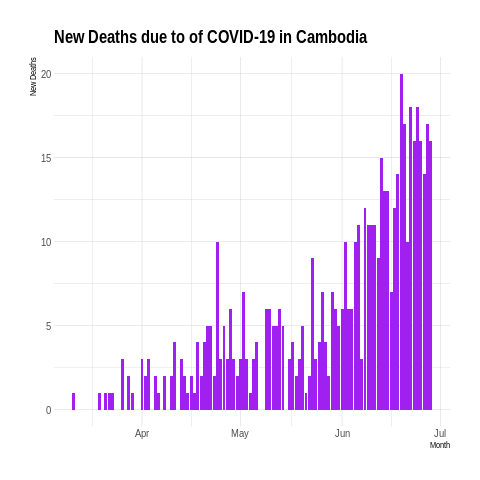 New Deaths due to of COVID-19 in Cambodia
New Deaths
20
15
10
5
0
Apr
May
Jun
Jul
Month